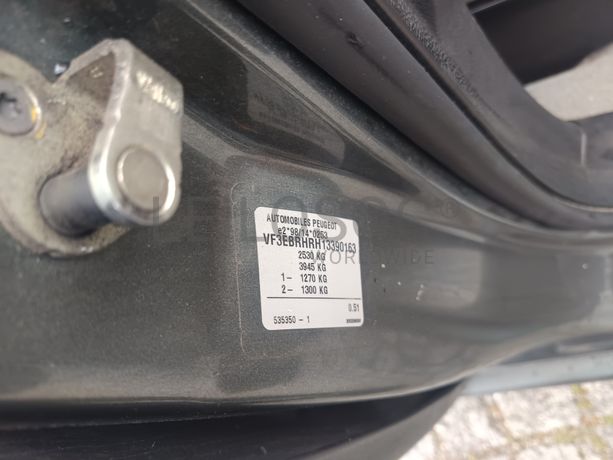 AUTOMOBILES PEUGEOT
e2*98/14*0253
VF3EBRHRH13390163
2530 KG
3945 KG
1- 1270 KG
2- 1300 KG
0.51
535350 - 1
WORLDWIDE